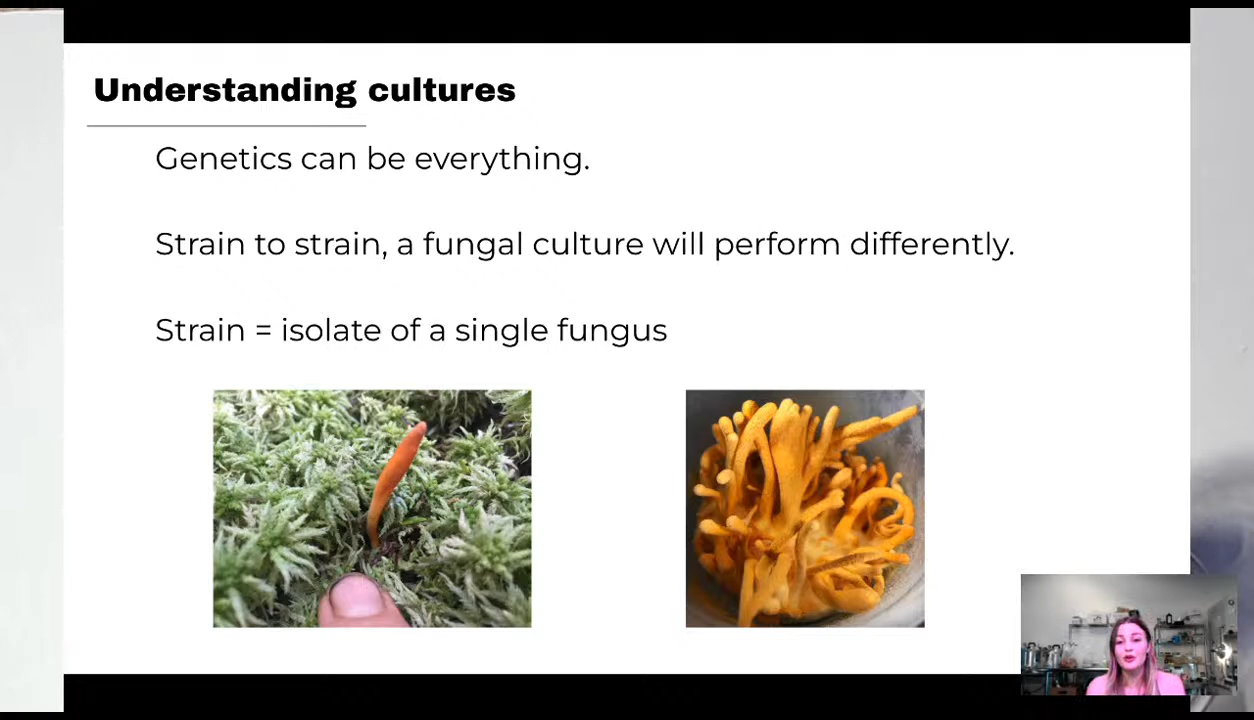 Understanding cultures
Genetics can be everything.
Strain to strain, a fungal culture will perform differently.
Strain = isolate of a single fungus